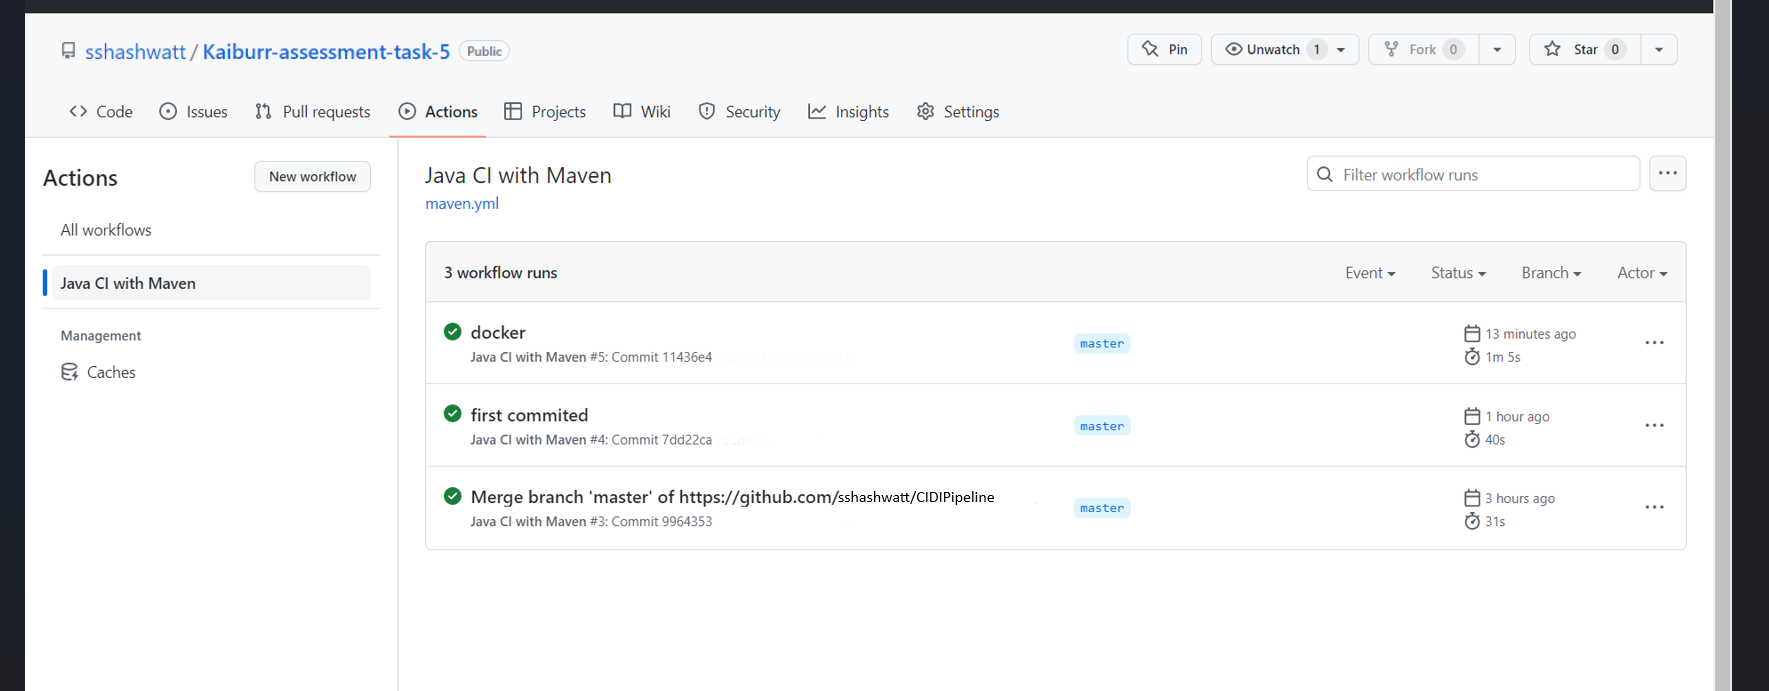 sshashwatt / Kaiburr-assessment-task-5 Public
Pin Unwatch 1 Fork 0 Star 0
Code Issues Pull requests Actions Projects Wiki Security Insights Settings
Actions
New workflow
All workflows
Java CI with Maven
Management
Caches
Java CI with Maven
maven.yml
Filter workflow runs
3 workflow runs
Event Status Branch Actor
docker
Java CI with Maven #5: Commit 11436e4
master
13 minutes ago
1m 5s
first commited
Java CI with Maven #4: Commit 7dd22ca
master
1 hour ago
40s
Merge branch 'master' of https://github.com/sshashwatt/CIDIPipeline
Java CI with Maven #3: Commit 9964353
master
3 hours ago
31s